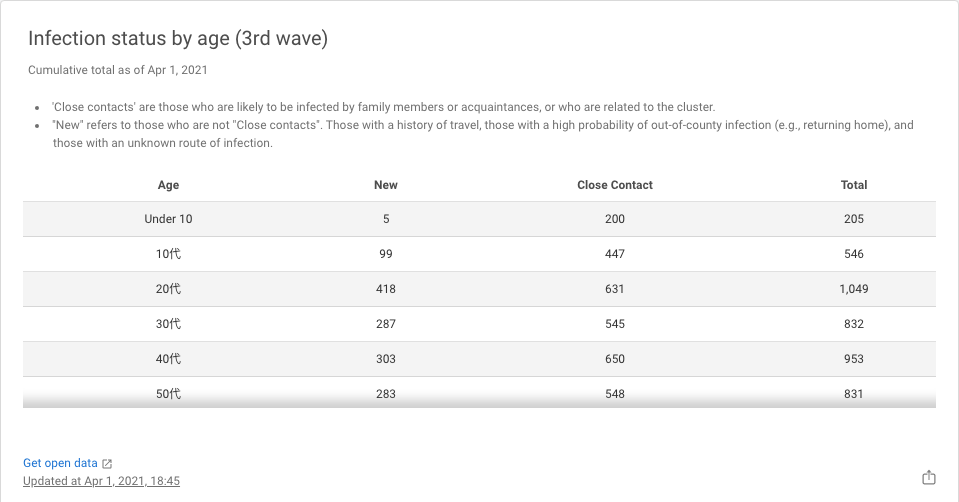 Infection status by age (3rd wave)
Cumulative total as of Apr 1, 2021
'Close contacts' are those who are likely to be infected by family members or acquaintances, or who are related to the cluster.
"New" refers to those who are not "Close contacts". Those with a history of travel, those with a high probability of out-of-county infection (e.g., returning home), and
those with an unknown route of infection.
Age New Close Contact Total
Under 10 5 200 205
10代 99 447 546
20代 418 631 1,049
30代 287 545 832
40代 303 650 953
50代 283 548 831
Get open data
Updated at Apr 1, 2021, 18:45